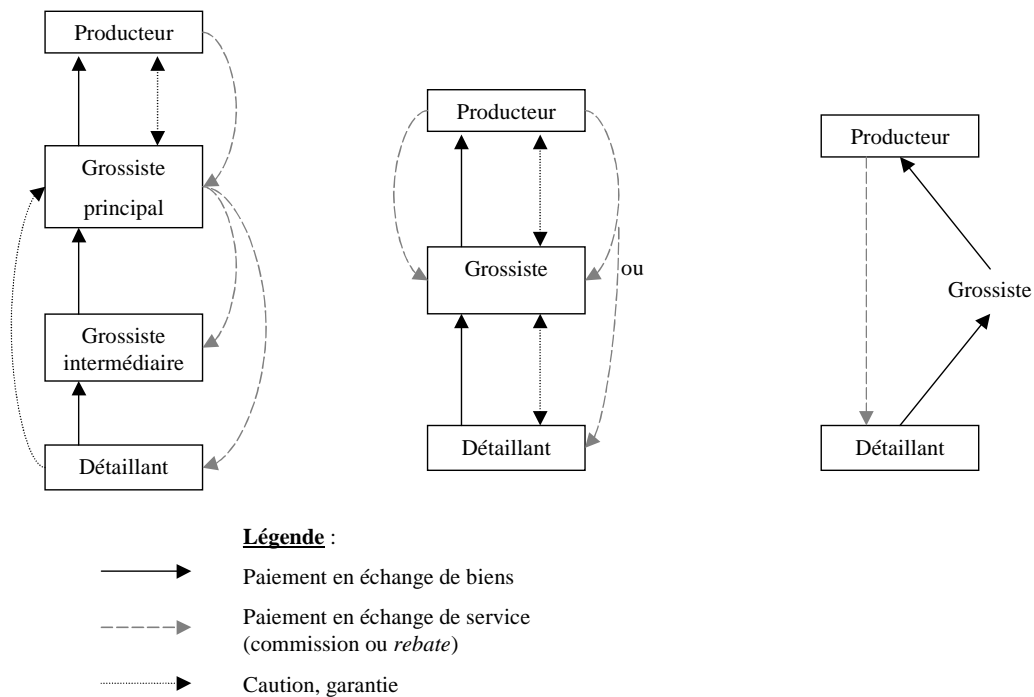 Producteur
Grossiste
principal
Grossiste
intermédiaire
Détaillant
Producteur
Grossiste
ou
Détaillant
Producteur
Grossiste
Détaillant
Légende :
Paiement en échange de biens
Paiement en échange de service
(commission ou rebate)
Caution, garantie